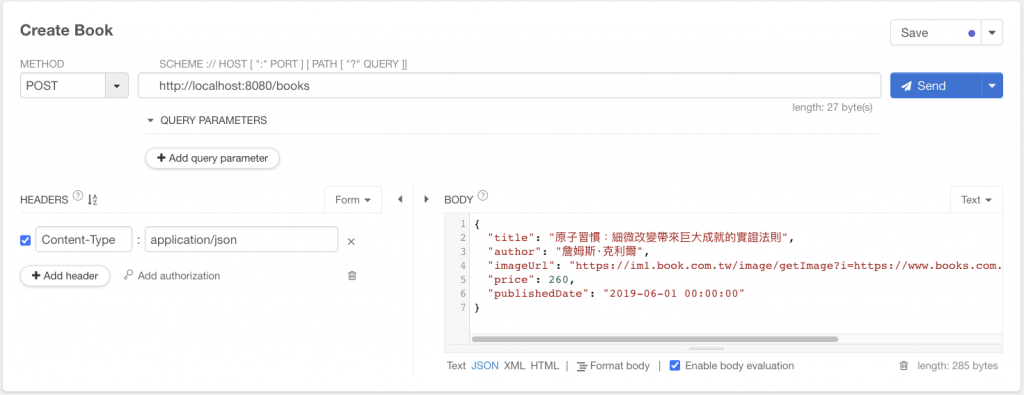 Create Book
Save
METHOD
SCHEME :// HOST [ ":" PORT ] [ PATH [ "?" QUERY ]]
POST
http://localhost:8080/books
Send
length: 27 byte(s)
QUERY PARAMETERS
+ Add query parameter
HEADERS ? Form
BODY ? Text
Content-Type : application/json ×
+ Add header Add authorization
1 {
2 "title": "原子習慣：細微改變帶來巨大成就的實證法則",
3 "author": "詹姆斯·克利爾",
4 "imageUrl": "https://im1.book.com.tw/image/getImage?i=https://www.books.com.
5 "price": 260,
6 "publishedDate": "2019-06-01 00:00:00"
7 }
Text JSON XML HTML | Format body | Enable body evaluation length: 285 bytes